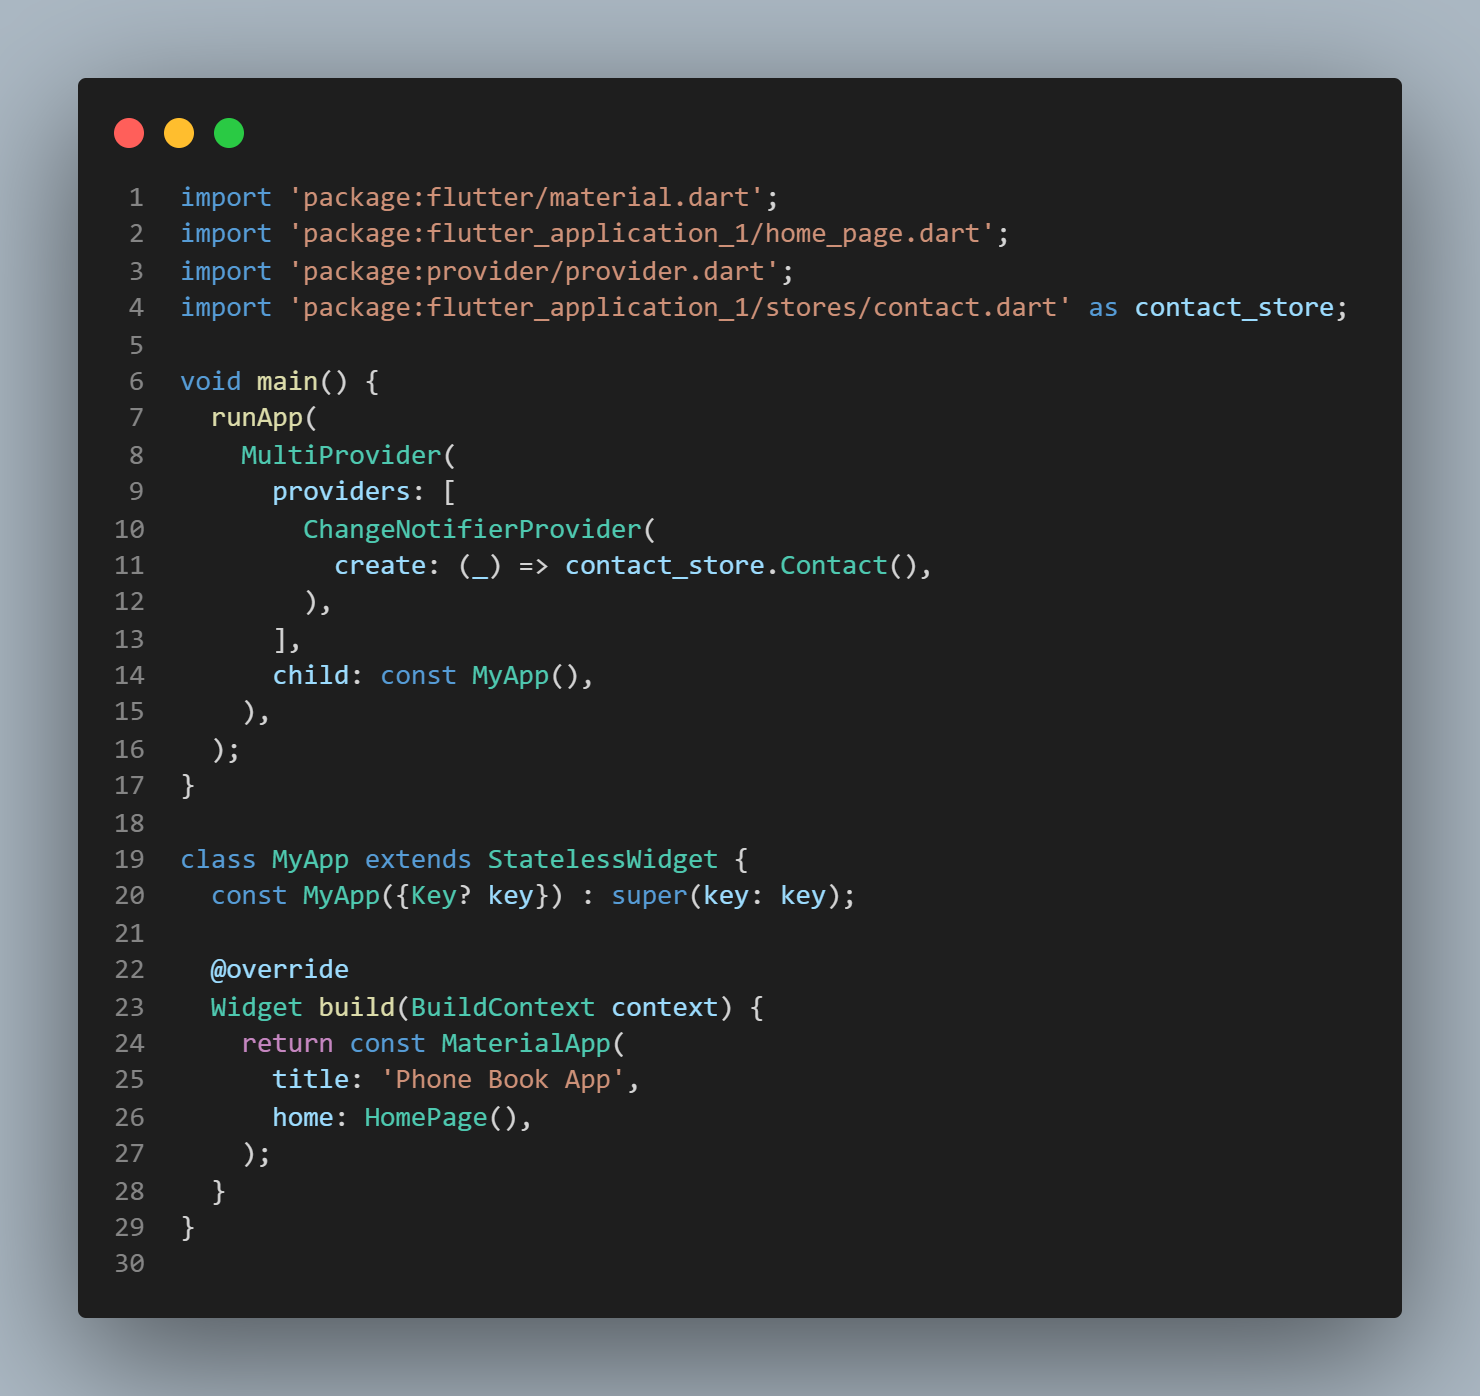 1 import 'package:flutter/material.dart';
2 import 'package:flutter_application_1/home_page.dart';
3 import 'package:provider/provider.dart';
4 import 'package:flutter_application_1/stores/contact.dart' as contact_store;
5
6 void main() {
7   runApp(
8     MultiProvider(
9       providers: [
10         ChangeNotifierProvider(
11           create: (_) => contact_store.Contact(),
12         ),
13       ],
14       child: const MyApp(),
15     ),
16   );
17 }
18
19 class MyApp extends StatelessWidget {
20   const MyApp({Key? key}) : super(key: key);
21
22   @override
23   Widget build(BuildContext context) {
24     return const MaterialApp(
25       title: 'Phone Book App',
26       home: HomePage(),
27     );
28   }
29 }
30